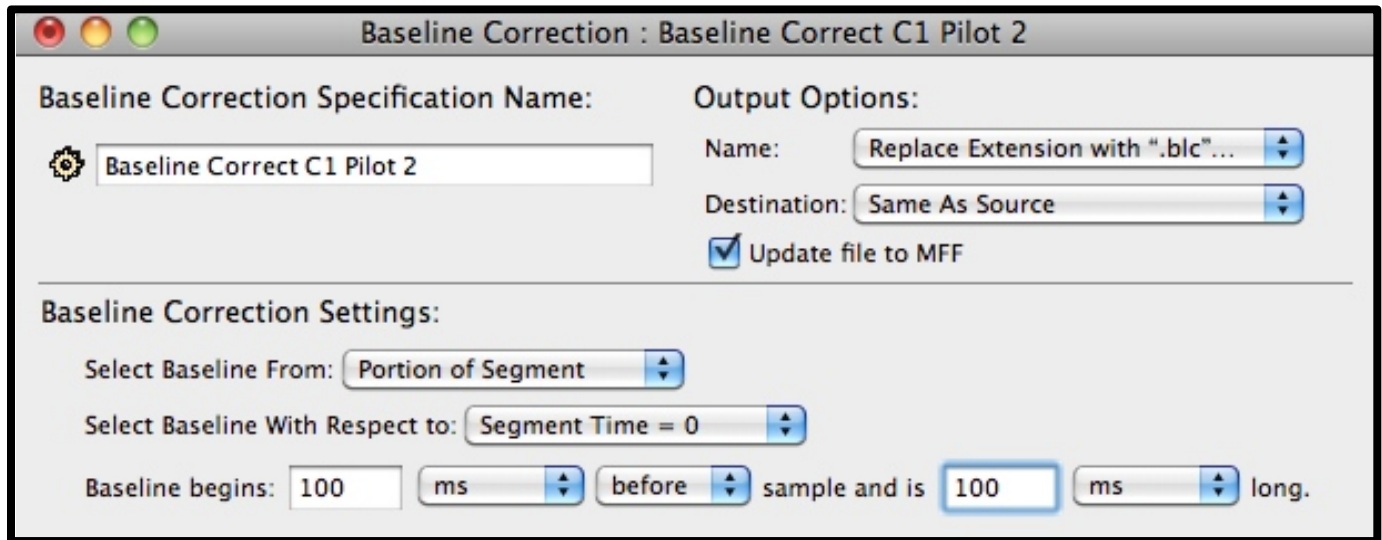 Baseline Correction : Baseline Correct C1 Pilot 2
Baseline Correction Specification Name:
Baseline Correct C1 Pilot 2
Output Options:
Name: Replace Extension with “.blc”...
Destination: Same As Source
Update file to MFF
Baseline Correction Settings:
Select Baseline From: Portion of Segment
Select Baseline With Respect to: Segment Time = 0
Baseline begins: 100 ms before sample and is 100 ms long.